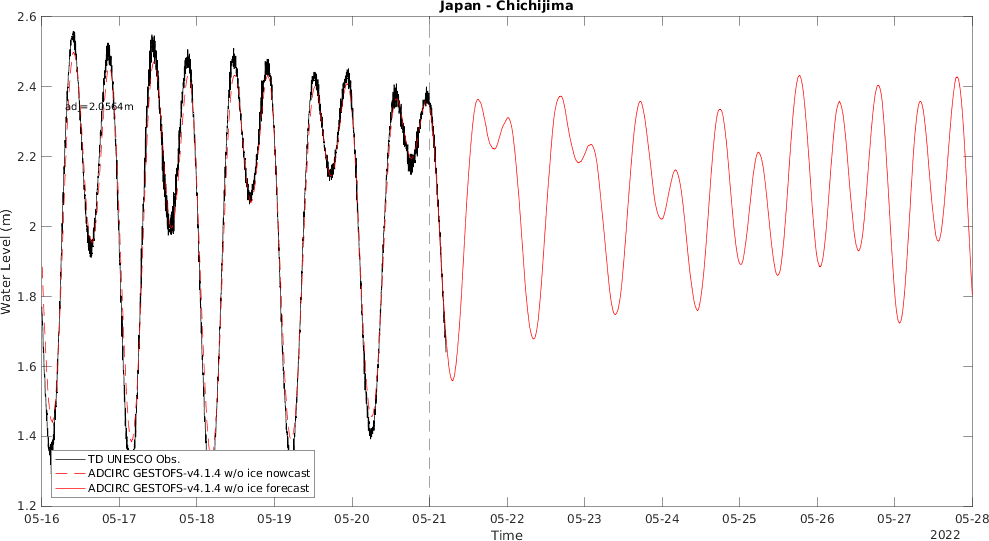 Japan - Chichijima
2.6
2.4
2.2
2
1.8
1.6
1.4
1.2
Water Level (m)
adj=2.0564m
TD UNESCO Obs.
ADCIRC GESTOFS-v4.1.4 w/o ice nowcast
ADCIRC GESTOFS-v4.1.4 w/o ice forecast
05-16 05-17 05-18 05-19 05-20 05-21 05-22 05-23 05-24 05-25 05-26 05-27 05-28
Time
2022